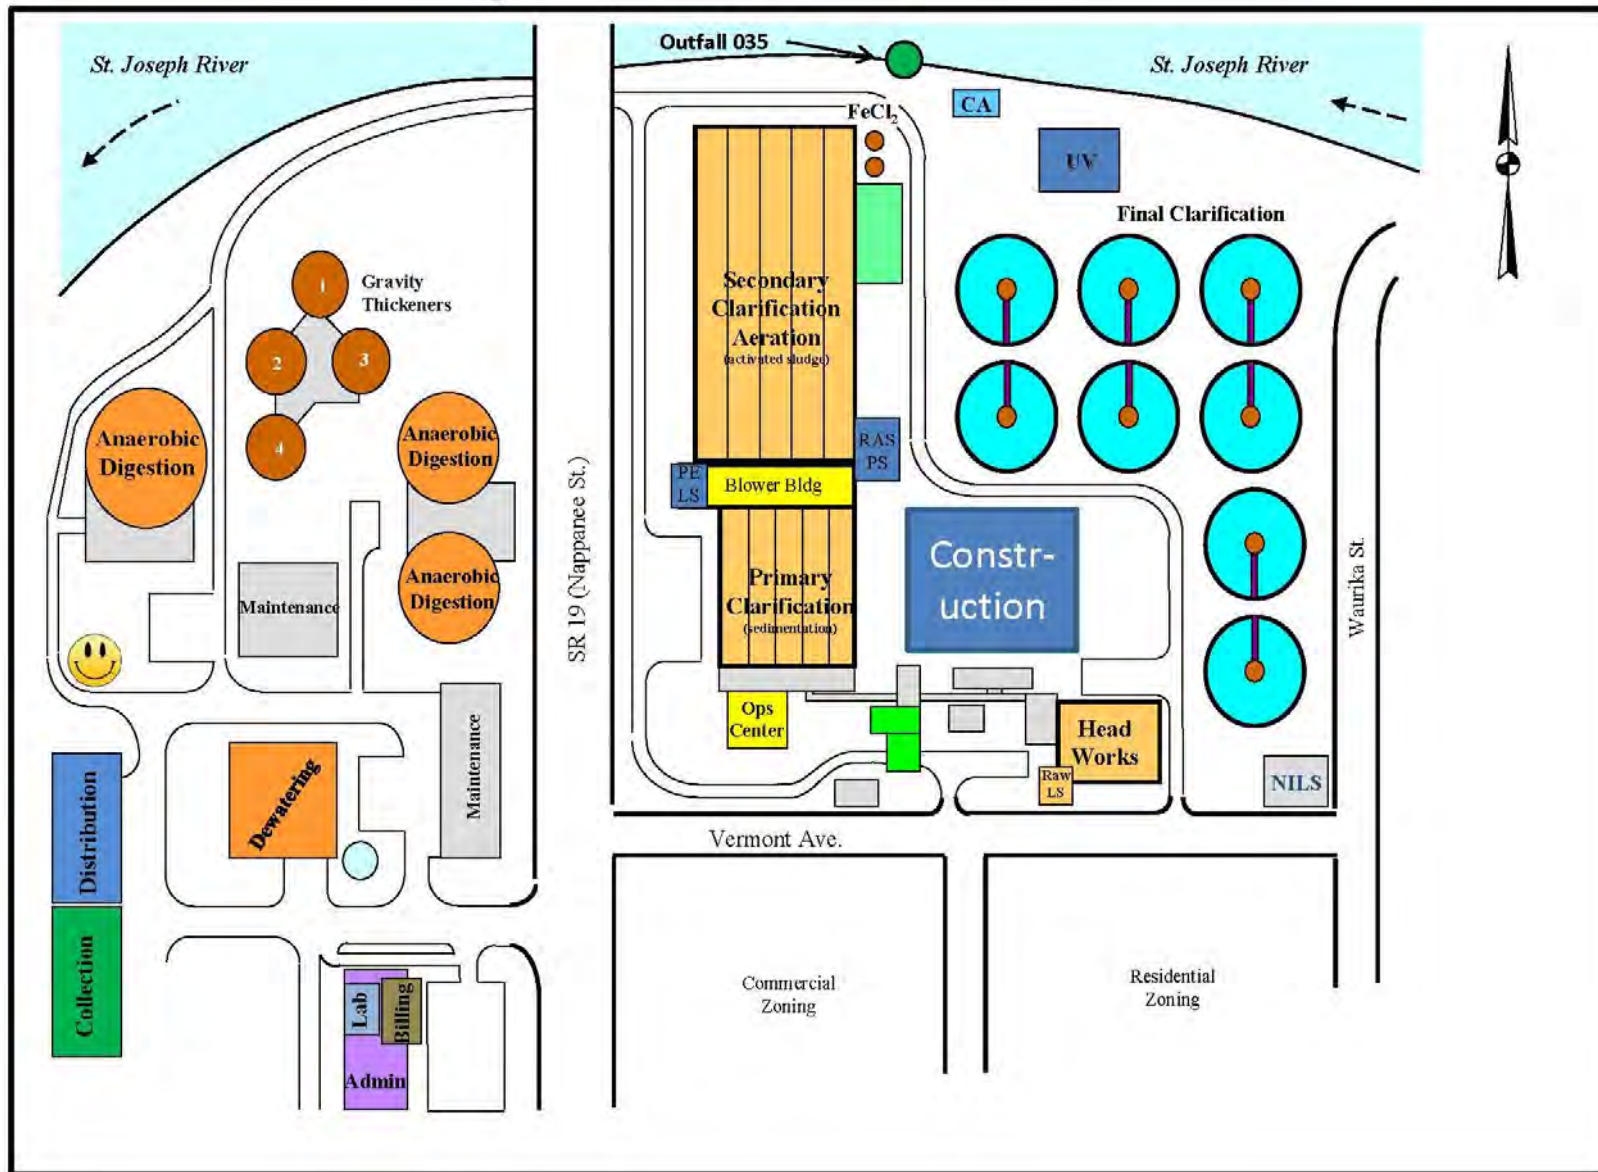 Outfall 035
St. Joseph River
St. Joseph River
CA
FeCl₂
UV
Final Clarification
1
Gravity
Thickeners
2
3
4
Secondary
Clarification
Aeration
(activated sludge)
Anaerobic
Digestion
Anaerobic
Digestion
RAS
PS
PE
LS
Blower Bldg
SR 19 (Nappanee St.)
Constr-
uction
Anaerobic
Digestion
Primary
Clarification
(sedimentation)
Maintenance
Waurika St.
Ops
Center
Head
Works
Maintenance
Dewatering
Raw
LS
NILS
Distribution
Vermont Ave.
Collection
Commercial
Zoning
Residential
Zoning
Lab
Billing
Admin